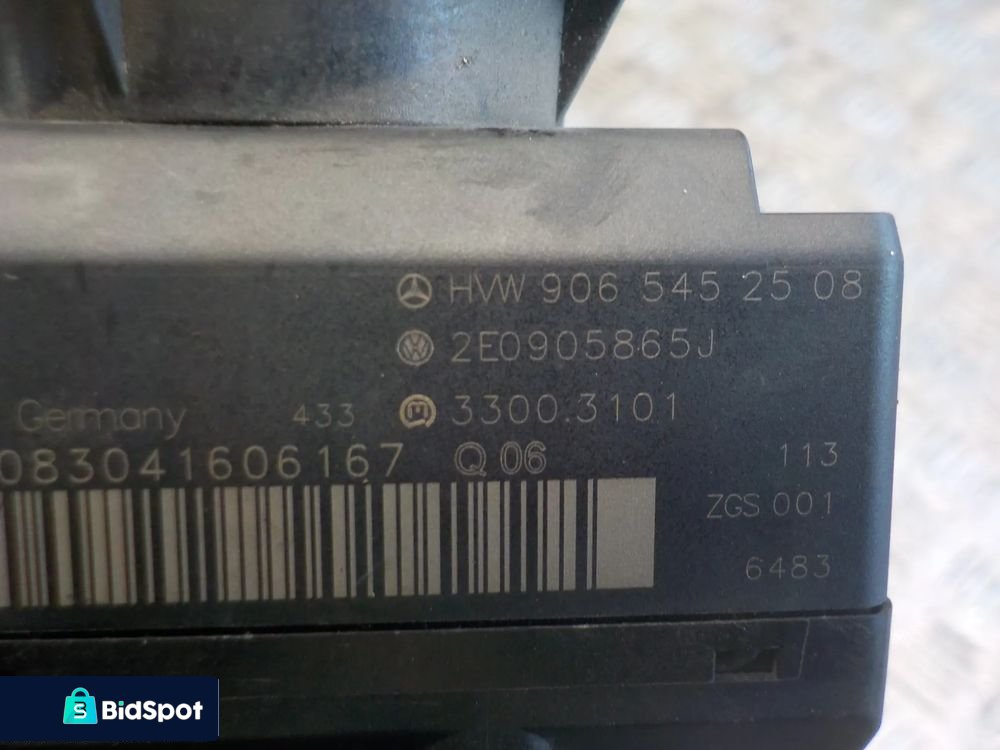 HVW 906 545 25 08
2E0905865J
Germany 433 3300.3101
083041606167 Q 06 113
ZGS 001
6483
BidSpot